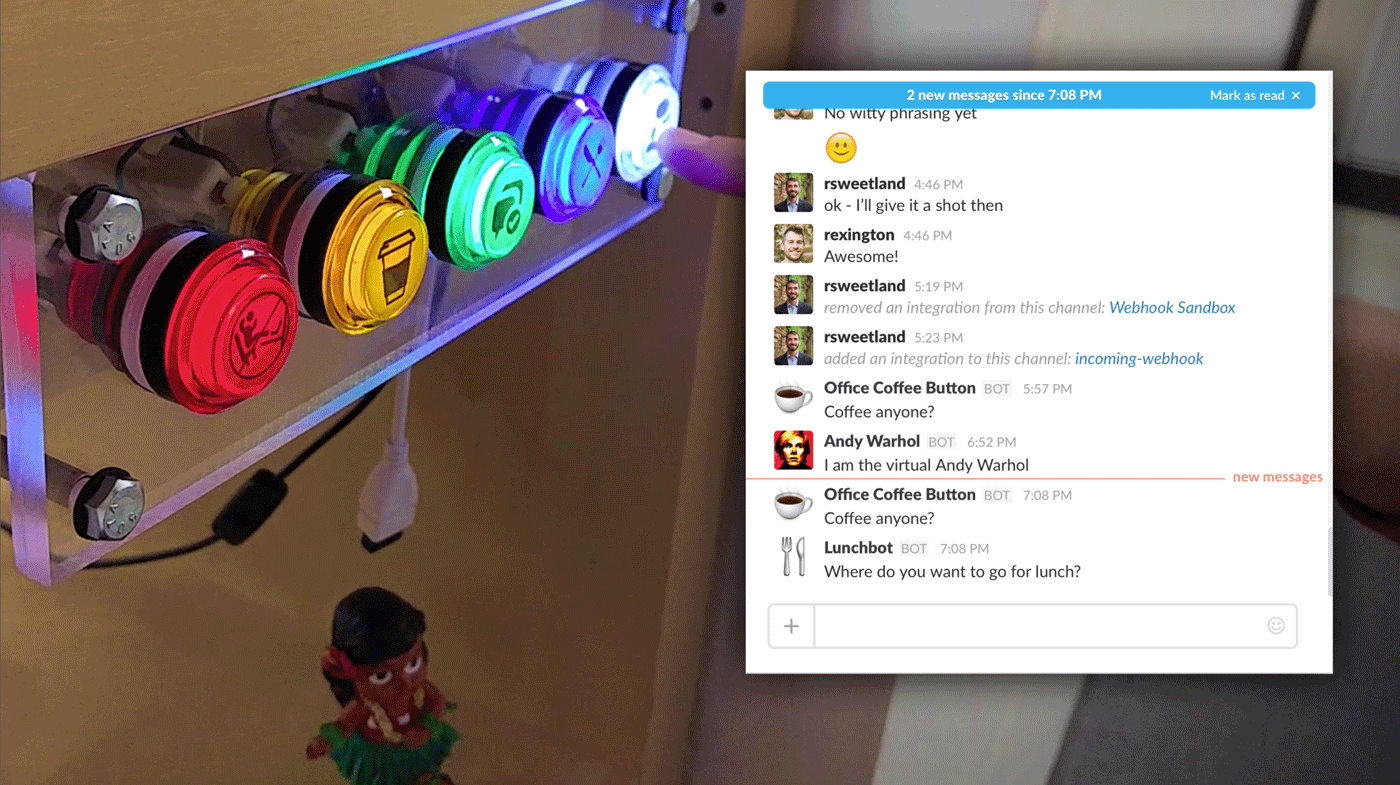 2 new messages since 7:08 PM
Mark as read ×
No witty phrasing yet
rsweetland 4:46 PM
ok - I'll give it a shot then
rexington 4:46 PM
Awesome!
rsweetland 5:19 PM
removed an integration from this channel: Webhook Sandbox
rsweetland 5:23 PM
added an integration to this channel: incoming-webhook
Office Coffee Button BOT 5:57 PM
Coffee anyone?
Andy Warhol BOT 6:52 PM
I am the virtual Andy Warhol
new messages
Office Coffee Button BOT 7:08 PM
Coffee anyone?
Lunchbot BOT 7:08 PM
Where do you want to go for lunch?